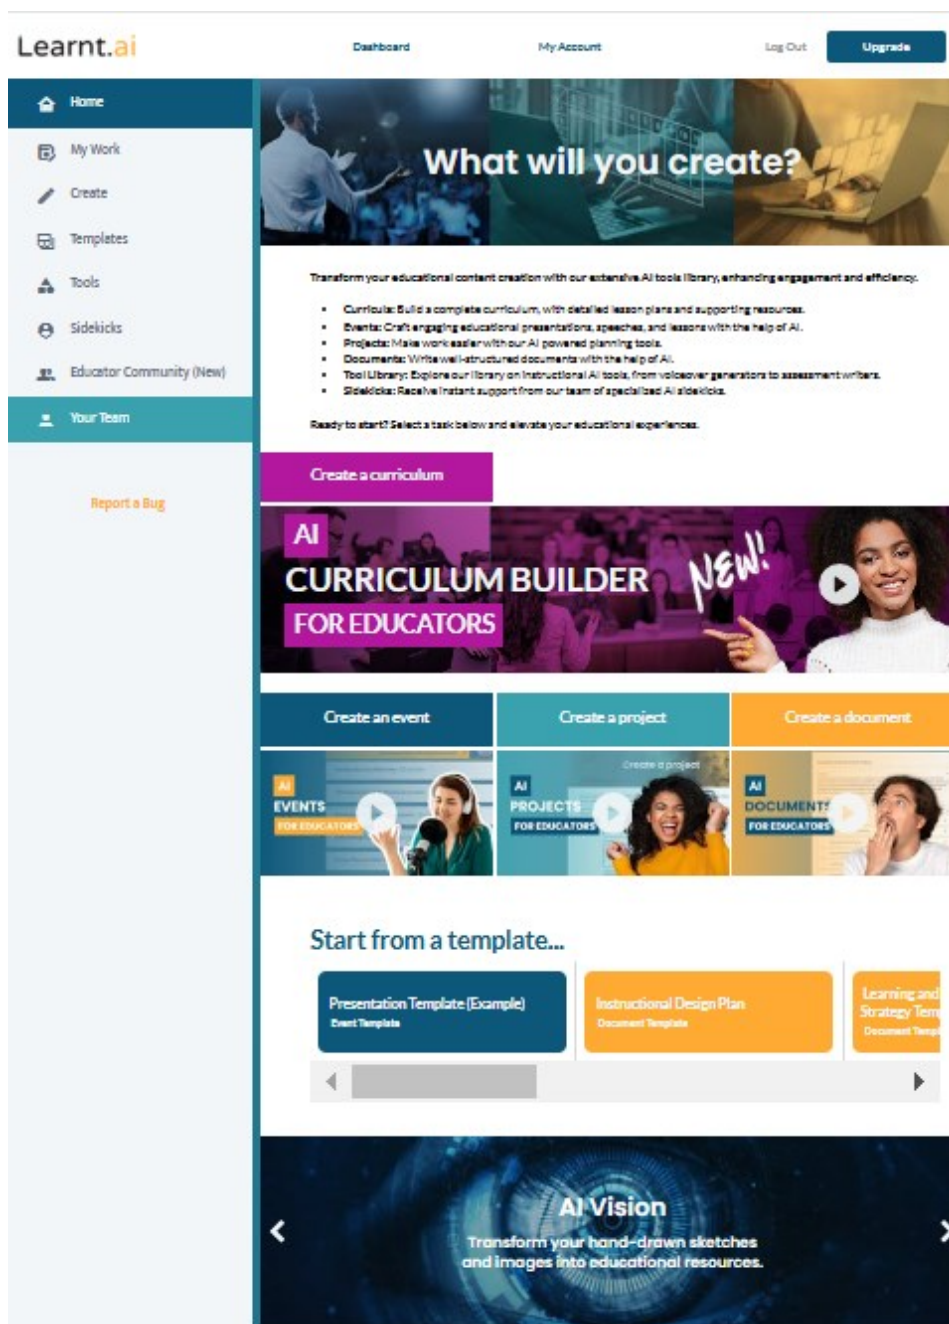 Learnt.ai
Dashboard
My Account
Log Out
Upgrade
Home
My Work
Create
Templates
Tools
Sidekicks
Educator Community (New)
Your Team
Report a Bug
What will you create?
Transform your educational content creation with our extensive AI tools library, enhancing engagement and efficiency.
Curricula: Build a complete curriculum, with detailed lesson plans and supporting resources.
Events: Craft engaging educational presentations, speeches, and lessons with the help of AI.
Projects: Make work easier with our AI powered planning tools.
Documents: Write well-structured documents with the help of AI.
Tool Library: Explore our library on instructional AI tools, from voiceover generators to assessment writers.
Sidekicks: Receive instant support from our team of specialized AI sidekicks.
Ready to start? Select a task below and elevate your educational experiences.
Create a curriculum
AI
CURRICULUM BUILDER
FOR EDUCATORS
NEW!
Create an event
Create a project
Create a document
AI
EVENTS
FOR EDUCATORS
Create a project
AI
PROJECTS
FOR EDUCATORS
AI
DOCUMENTS
FOR EDUCATORS
Start from a template...
Presentation Template (Example)
Event Template
Instructional Design Plan
Document Template
Learning and
Strategy Tem
Document Templ
AI Vision
Transform your hand-drawn sketches
and images into educational resources.